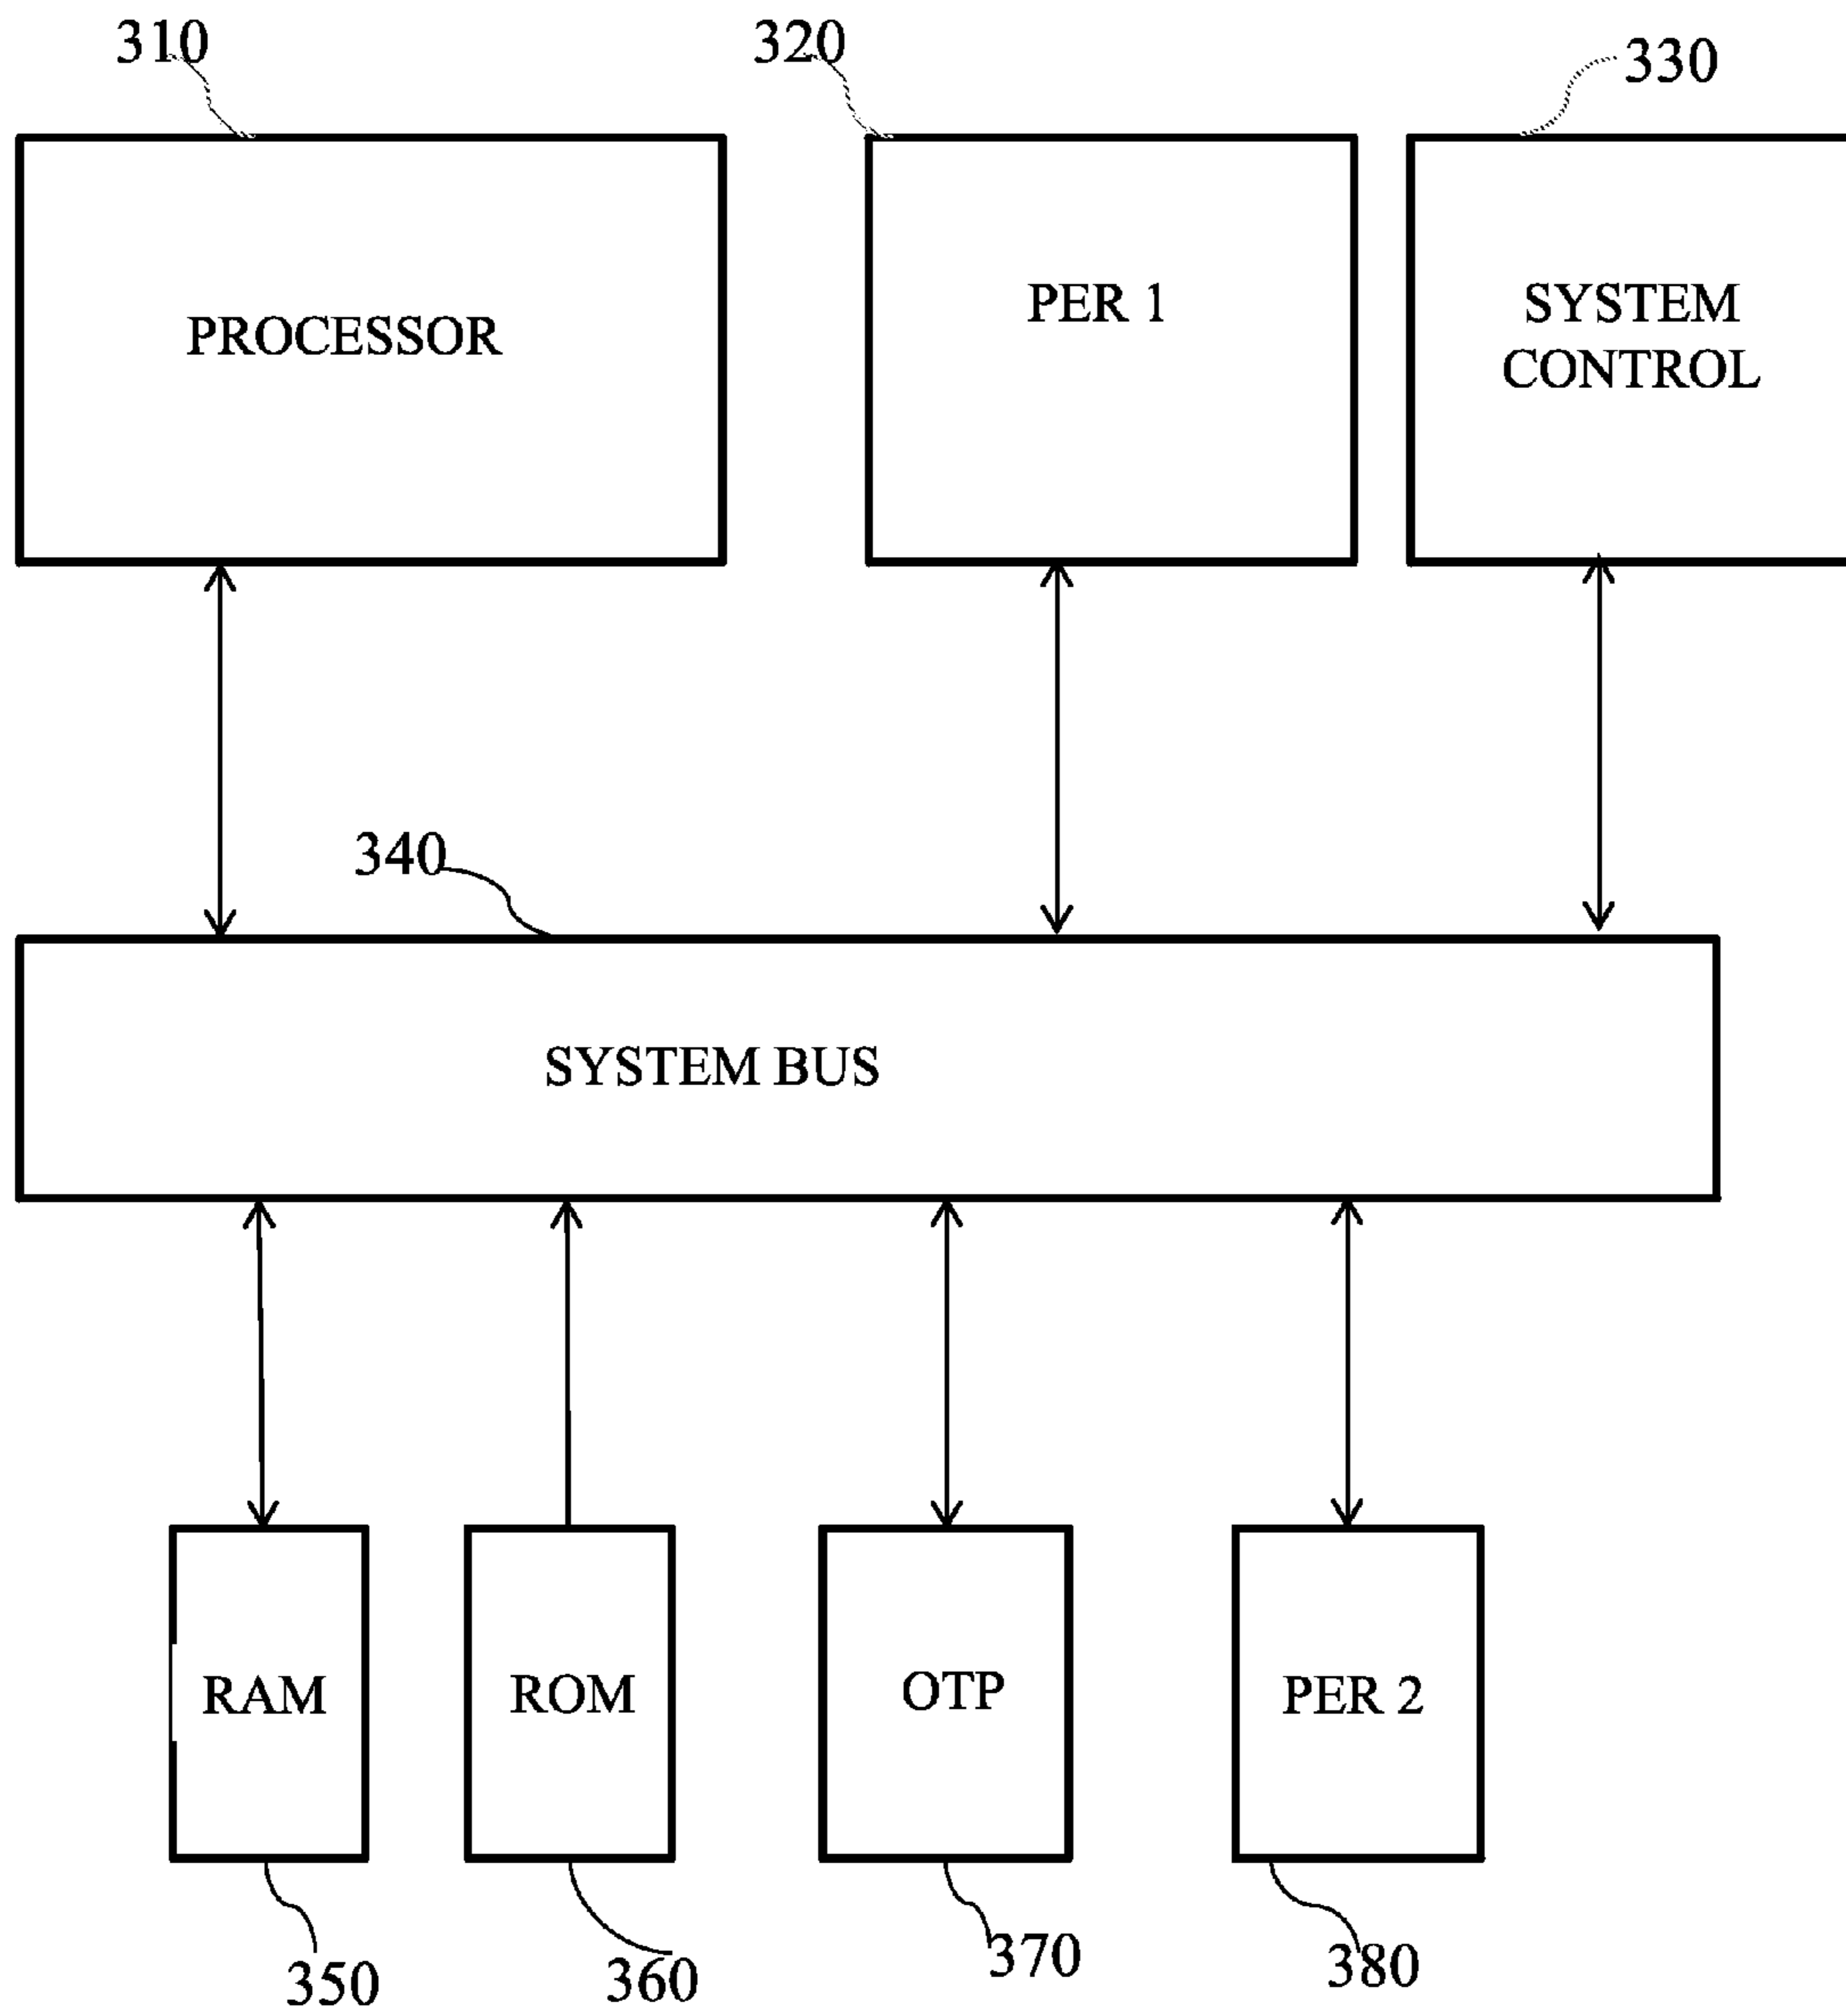 310
320
330
PROCESSOR
PER 1
SYSTEM
CONTROL
340
SYSTEM BUS
RAM
ROM
OTP
PER 2
350
360
370
380